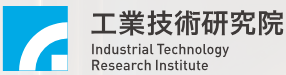 工業技術研究院
Industrial Technology
Research Institute